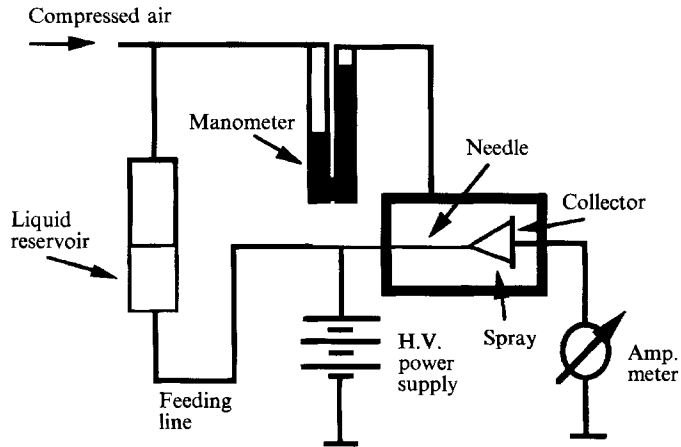 Compressed air
Manometer
Needle
Collector
Liquid
reservoir
Spray
H.V.
power
supply
Amp.
meter
Feeding
line